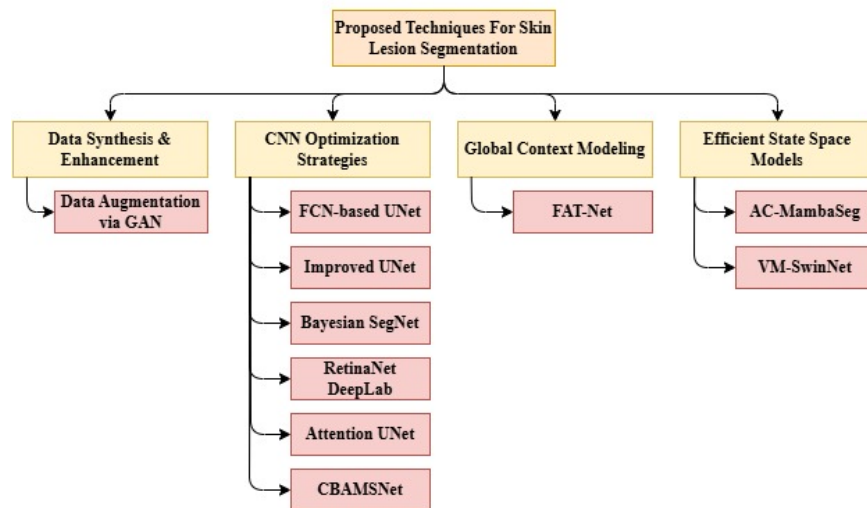 Proposed Techniques For Skin
Lesion Segmentation
Data Synthesis &
Enhancement
CNN Optimization
Strategies
Global Context Modeling
Efficient State Space
Models
Data Augmentation
via GAN
FCN-based UNet
Improved UNet
Bayesian SegNet
RetinaNet
DeepLab
Attention UNet
CBAMSNet
FAT-Net
AC-MambaSeg
VM-SwinNet